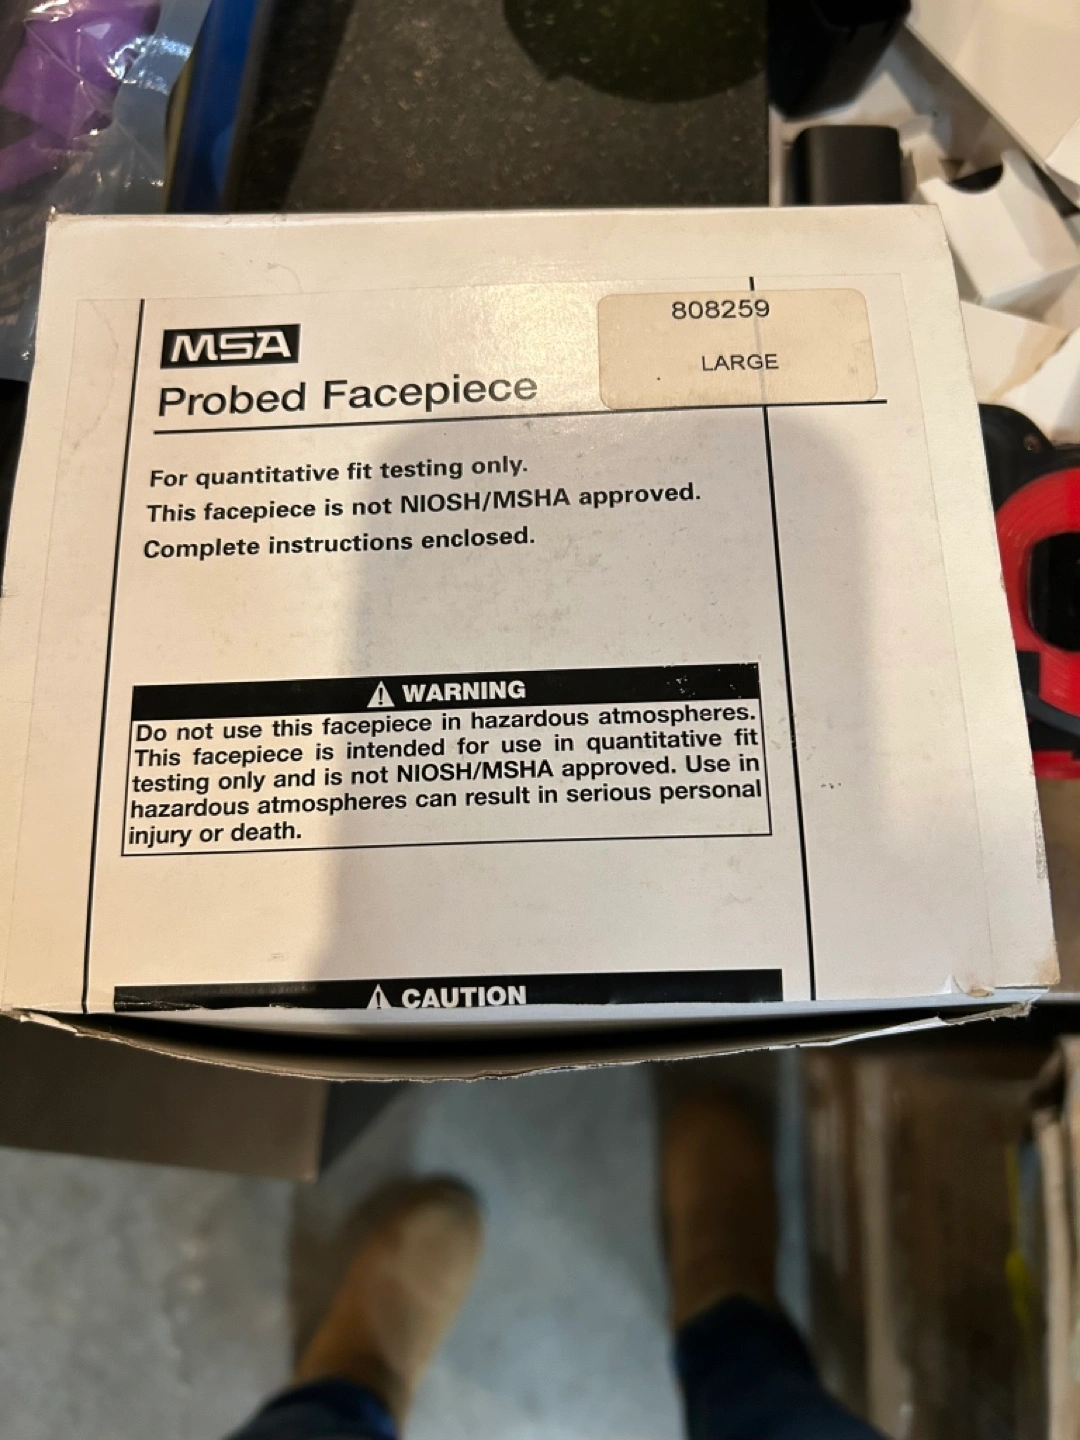 MSA
808259
LARGE
Probed Facepiece
For quantitative fit testing only.
This facepiece is not NIOSH/MSHA approved.
Complete instructions enclosed.
⚠ WARNING
Do not use this facepiece in hazardous atmospheres.
This facepiece is intended for use in quantitative fit
testing only and is not NIOSH/MSHA approved. Use in
hazardous atmospheres can result in serious personal
injury or death.
⚠ CAUTION